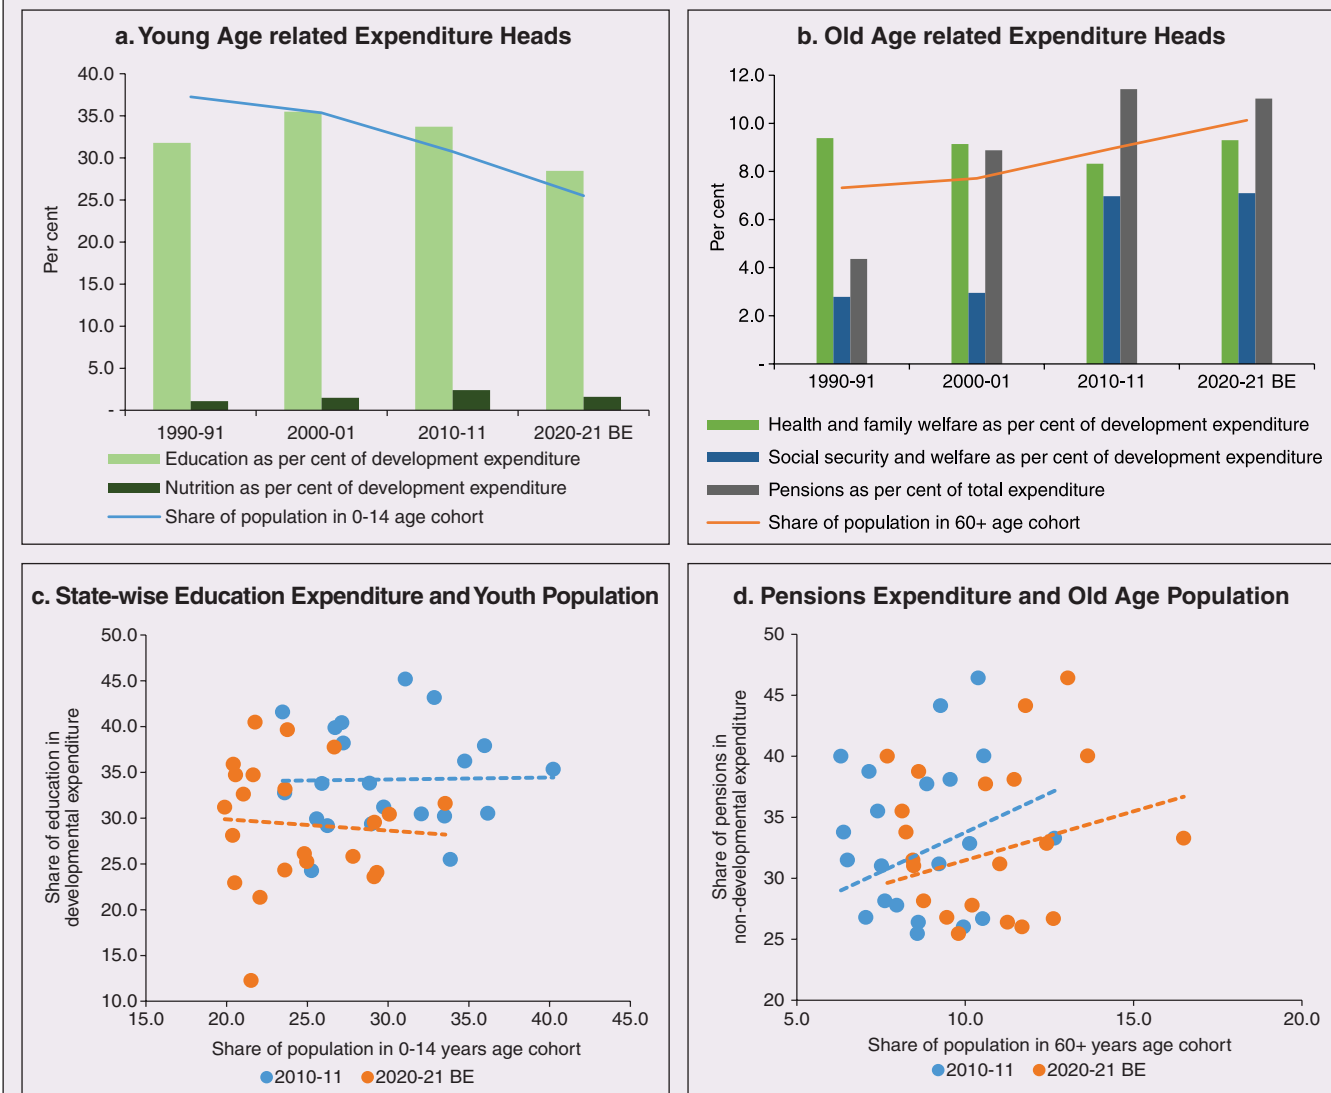 a. Young Age related Expenditure Heads
Per cent
40.0
35.0
30.0
25.0
20.0
15.0
10.0
5.0
-
1990-91 2000-01 2010-11 2020-21 BE
Education as per cent of development expenditure
Nutrition as per cent of development expenditure
Share of population in 0-14 age cohort
b. Old Age related Expenditure Heads
Per cent
12.0
10.0
8.0
6.0
4.0
2.0
-
1990-91 2000-01 2010-11 2020-21 BE
Health and family welfare as per cent of development expenditure
Social security and welfare as per cent of development expenditure
Pensions as per cent of total expenditure
Share of population in 60+ age cohort
c. State-wise Education Expenditure and Youth Population
Share of education in
developmental expenditure
50.0
45.0
40.0
35.0
30.0
25.0
20.0
15.0
10.0
15.0 20.0 25.0 30.0 35.0 40.0 45.0
Share of population in 0-14 years age cohort
2010-11 2020-21 BE
d. Pensions Expenditure and Old Age Population
Share of pensions in
non-developmental expenditure
50
45
40
35
30
25
20
5.0 10.0 15.0 20.0
Share of population in 60+ years age cohort
2010-11 2020-21 BE